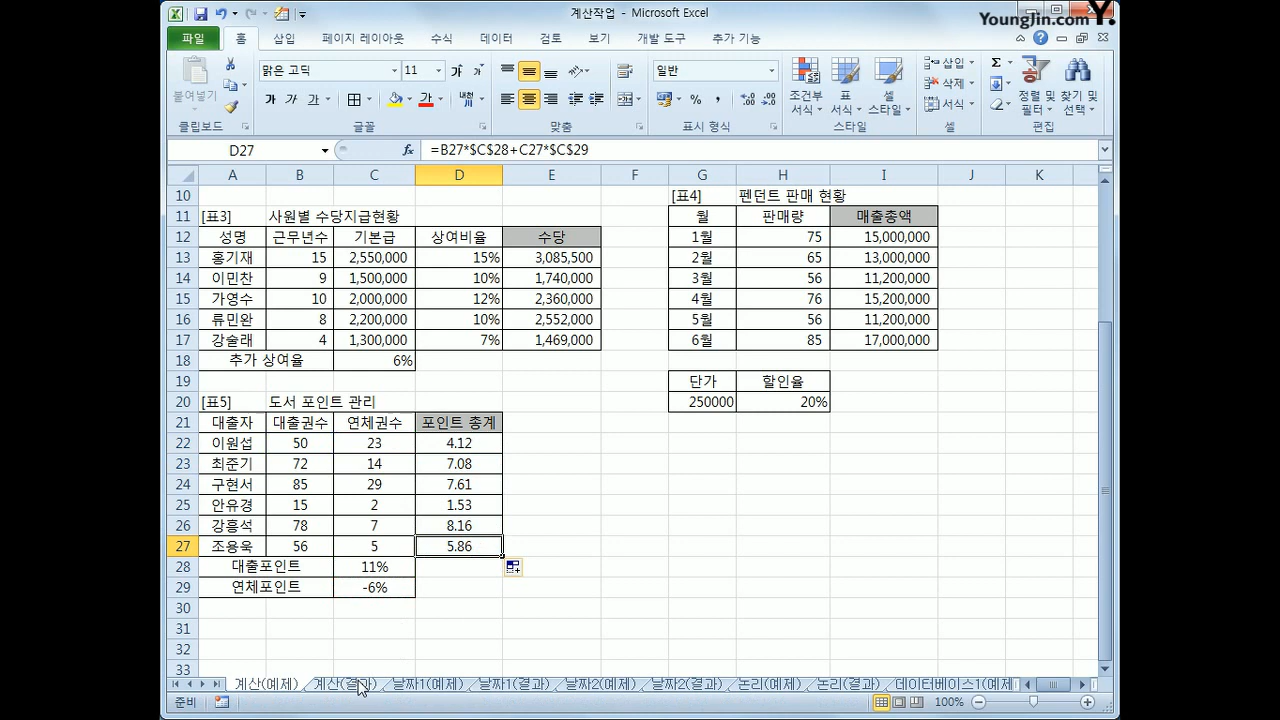 계산작업 - Microsoft Excel
YoungJin.com Y.
파일 홈 삽입 페이지 레이아웃 수식 데이터 검토 보기 개발 도구 추가 기능
붙여넣기
맑은 고딕 11 가 가
가 가 가 가 내천
일반
% ,
조건부 서식 표 서식 셀 스타일
삽입
삭제
서식
Σ
정렬 및 필터 찾기 및 선택
클립보드 글꼴 맞춤 표시 형식 스타일 셀 편집
D27 fx =B27*$C$28+C27*$C$29
A B C D E F G H I J K
10 [표4] 펜던트 판매 현황
11 [표3] 사원별 수당지급현황 월 판매량 매출총액
12 성명 근무년수 기본급 상여비율 수당 1월 75 15,000,000
13 홍기재 15 2,550,000 15% 3,085,500 2월 65 13,000,000
14 이민찬 9 1,500,000 10% 1,740,000 3월 56 11,200,000
15 가영수 10 2,000,000 12% 2,360,000 4월 76 15,200,000
16 류민완 8 2,200,000 10% 2,552,000 5월 56 11,200,000
17 강술래 4 1,300,000 7% 1,469,000 6월 85 17,000,000
18 추가 상여율 6%
19 단가 할인율
20 [표5] 도서 포인트 관리 250000 20%
21 대출자 대출권수 연체권수 포인트 총계
22 이원섭 50 23 4.12
23 최준기 72 14 7.08
24 구현서 85 29 7.61
25 안유경 15 2 1.53
26 강흥석 78 7 8.16
27 조용욱 56 5 5.86
28 대출포인트 11%
29 연체포인트 -6%
30
31
32
33
계산(예제) 계산(결과) 날짜1(예제) 날짜1(결과) 날짜2(예제) 날짜2(결과) 논리(예제) 논리(결과) 데이터베이스1(예제
준비 100%